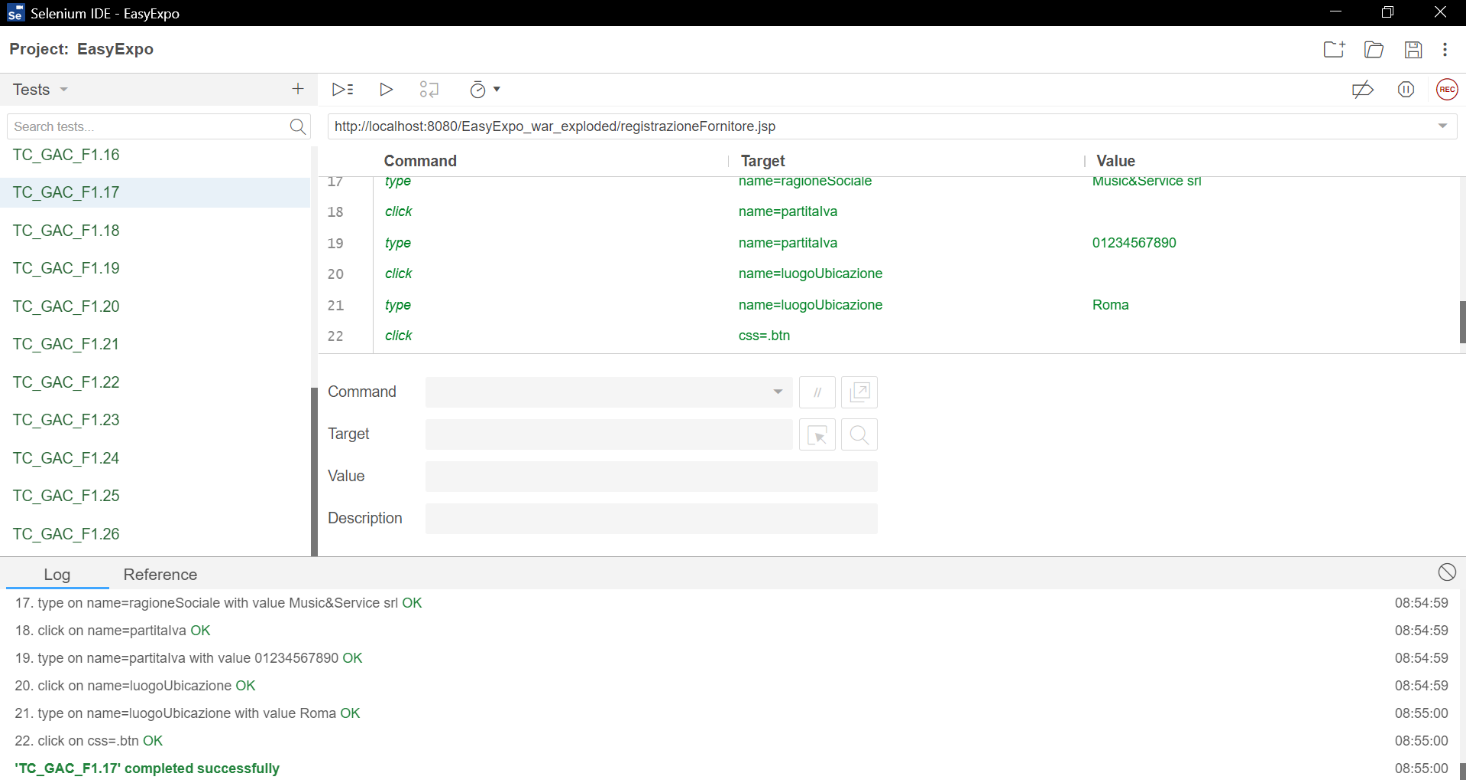 Se Selenium IDE - EasyExpo
Project: EasyExpo
Tests
Search tests...
http://localhost:8080/EasyExpo_war_exploded/registrazioneFornitore.jsp
REC
TC_GAC_F1.16
TC_GAC_F1.17
TC_GAC_F1.18
TC_GAC_F1.19
TC_GAC_F1.20
TC_GAC_F1.21
TC_GAC_F1.22
TC_GAC_F1.23
TC_GAC_F1.24
TC_GAC_F1.25
TC_GAC_F1.26
Command Target Value
17 type name=ragioneSociale Music&Service srl
18 click name=partitaIva
19 type name=partitaIva 01234567890
20 click name=luogoUbicazione
21 type name=luogoUbicazione Roma
22 click css=.btn
Command //
Target
Value
Description
Log Reference
17. type on name=ragioneSociale with value Music&Service srl OK 08:54:59
18. click on name=partitaIva OK 08:54:59
19. type on name=partitaIva with value 01234567890 OK 08:54:59
20. click on name=luogoUbicazione OK 08:54:59
21. type on name=luogoUbicazione with value Roma OK 08:55:00
22. click on css=.btn OK 08:55:00
'TC_GAC_F1.17' completed successfully 08:55:00